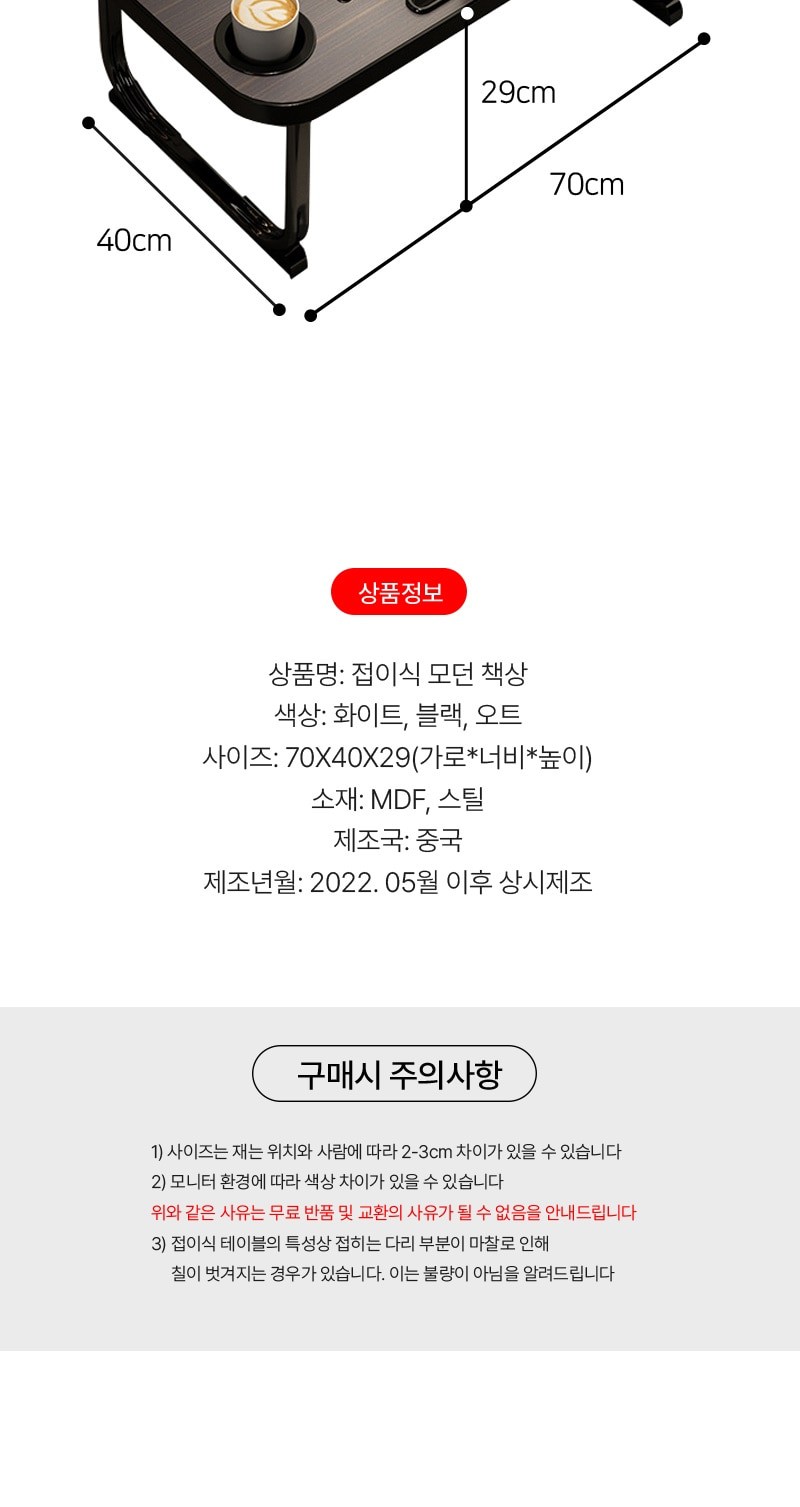 29cm
70cm
40cm
상품정보
상품명: 접이식 모던 책상
색상: 화이트, 블랙, 오트
사이즈: 70X40X29(가로*너비*높이)
소재: MDF, 스틸
제조국: 중국
제조년월: 2022. 05월 이후 상시제조
구매시 주의사항
1) 사이즈는 재는 위치와 사람에 따라 2-3cm 차이가 있을 수 있습니다
2) 모니터 환경에 따라 색상 차이가 있을 수 있습니다
위와 같은 사유는 무료 반품 및 교환의 사유가 될 수 없음을 안내드립니다
3) 접이식 테이블의 특성상 접히는 다리 부분이 마찰로 인해
칠이 벗겨지는 경우가 있습니다. 이는 불량이 아님을 알려드립니다